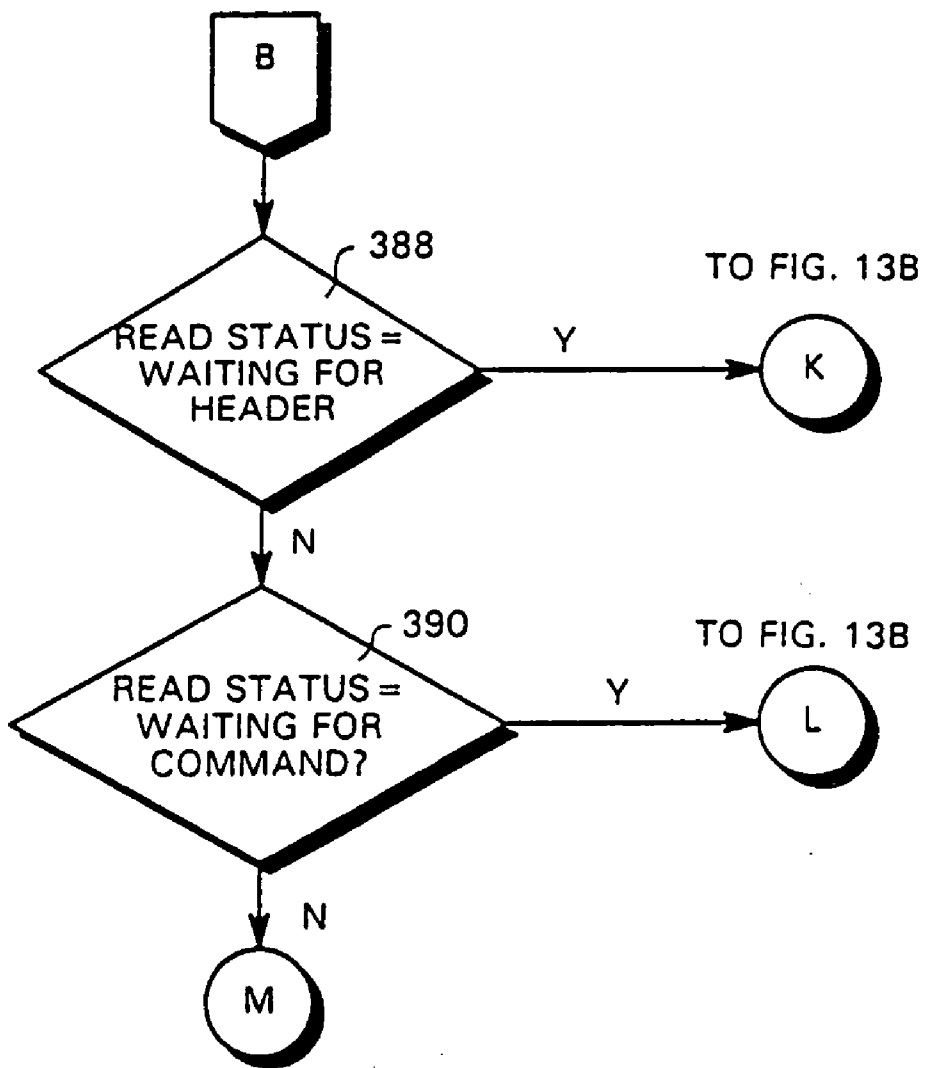 B
388
TO FIG. 13B
READ STATUS =
WAITING FOR
HEADER
Y
K
N
390
TO FIG. 13B
READ STATUS =
WAITING FOR
COMMAND?
Y
L
N
M